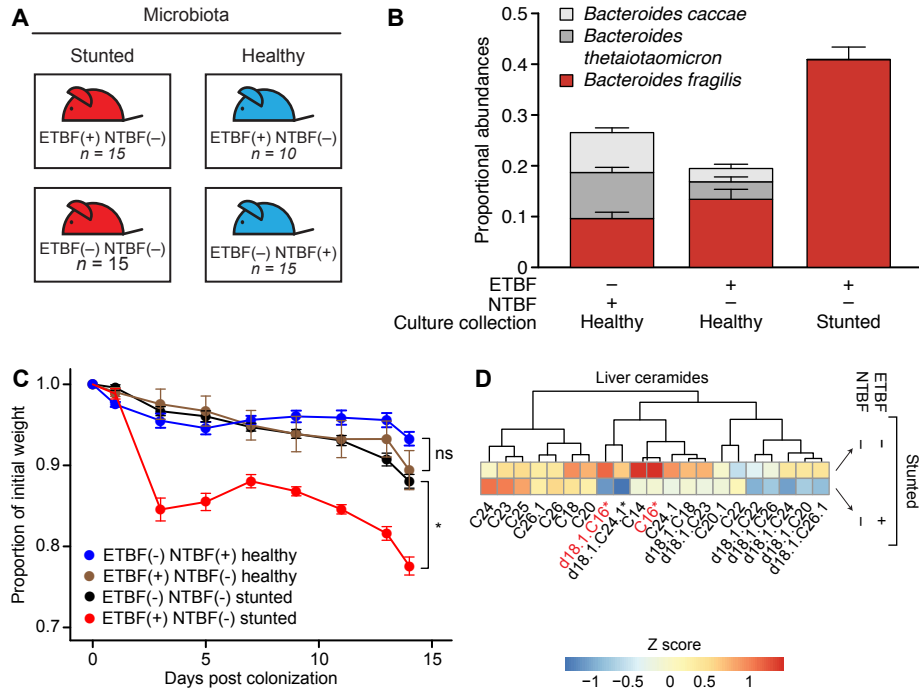 A
Microbiota
Stunted
Healthy
ETBF(+) NTBF(–)
n = 15
ETBF(+) NTBF(–)
n = 10
ETBF(–) NTBF(–)
n = 15
ETBF(–) NTBF(+)
n = 15
B
Proportional abundances
0.5
0.4
0.3
0.2
0.1
0
Bacteroides caccae
Bacteroides
thetaiotaomicron
Bacteroides fragilis
ETBF – + +
NTBF + – –
Culture collection Healthy Healthy Stunted
C
Proportion of initial weight
1.0
0.9
0.8
0.7
ns
*
ETBF(-) NTBF(+) healthy
ETBF(+) NTBF(-) healthy
ETBF(-) NTBF(-) stunted
ETBF(+) NTBF(-) stunted
0 5 10 15
Days post colonization
D
Liver ceramides
ETBF
NTBF
– –
– +
Stunted
C24
C23
C25
C26.1
C26
C18
C20
d18.1.C16*
d18.1.C24.1*
C14
C16*
C24.1
d18.1.C18
d18.1.C23
C20.1
C22
d18.1.C22
d18.1.C26
d18.1.C24
d18.1.C20
d18.1.C26.1
Z score
−1 −0.5 0 0.5 1